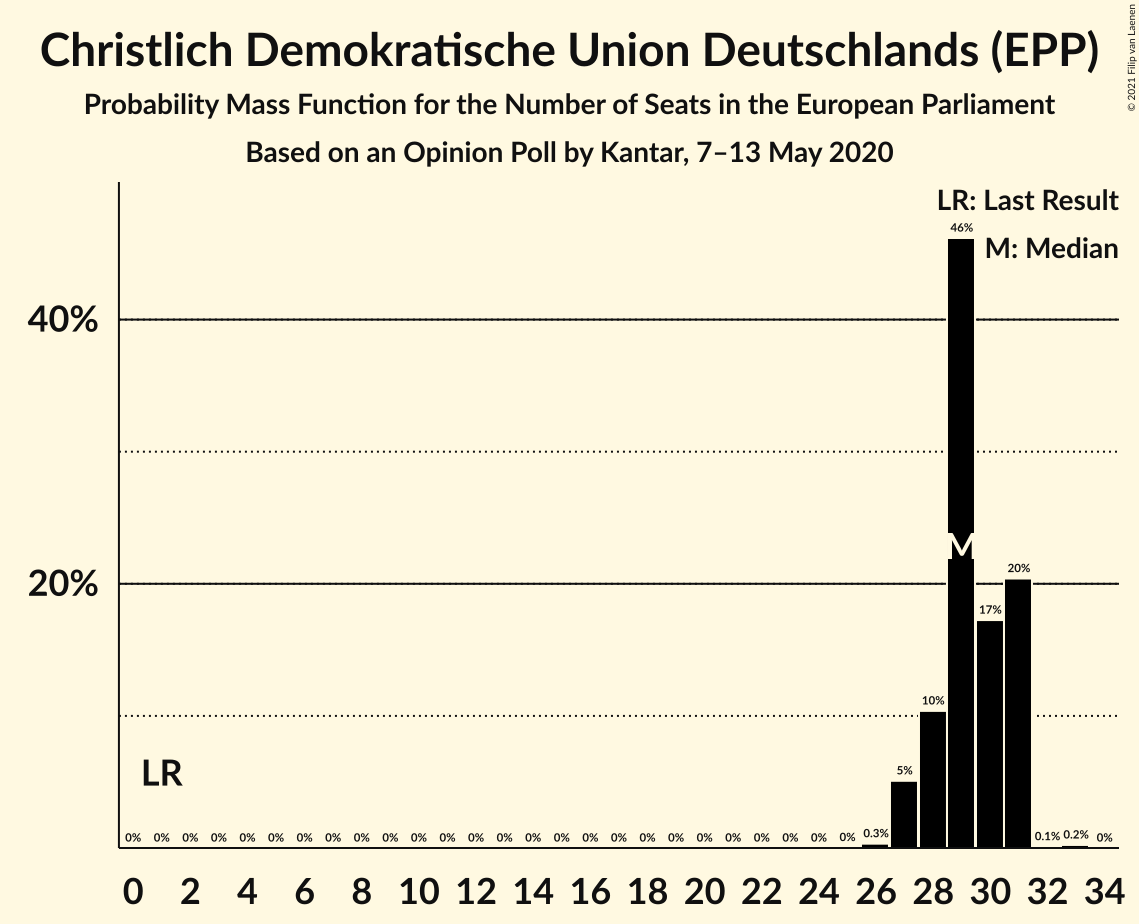 Christlich Demokratische Union Deutschlands (EPP)
Probability Mass Function for the Number of Seats in the European Parliament
Based on an Opinion Poll by Kantar, 7–13 May 2020
© 2021 Filip van Laenen
LR: Last Result
M: Median
46%
40%
M
20%
20%
17%
10%
5%
LR
0% 0% 0% 0% 0% 0% 0% 0% 0% 0% 0% 0% 0% 0% 0% 0% 0% 0% 0% 0% 0% 0% 0% 0% 0% 0% 0.3% 0.1% 0.2% 0%
0 2 4 6 8 10 12 14 16 18 20 22 24 26 28 30 32 34